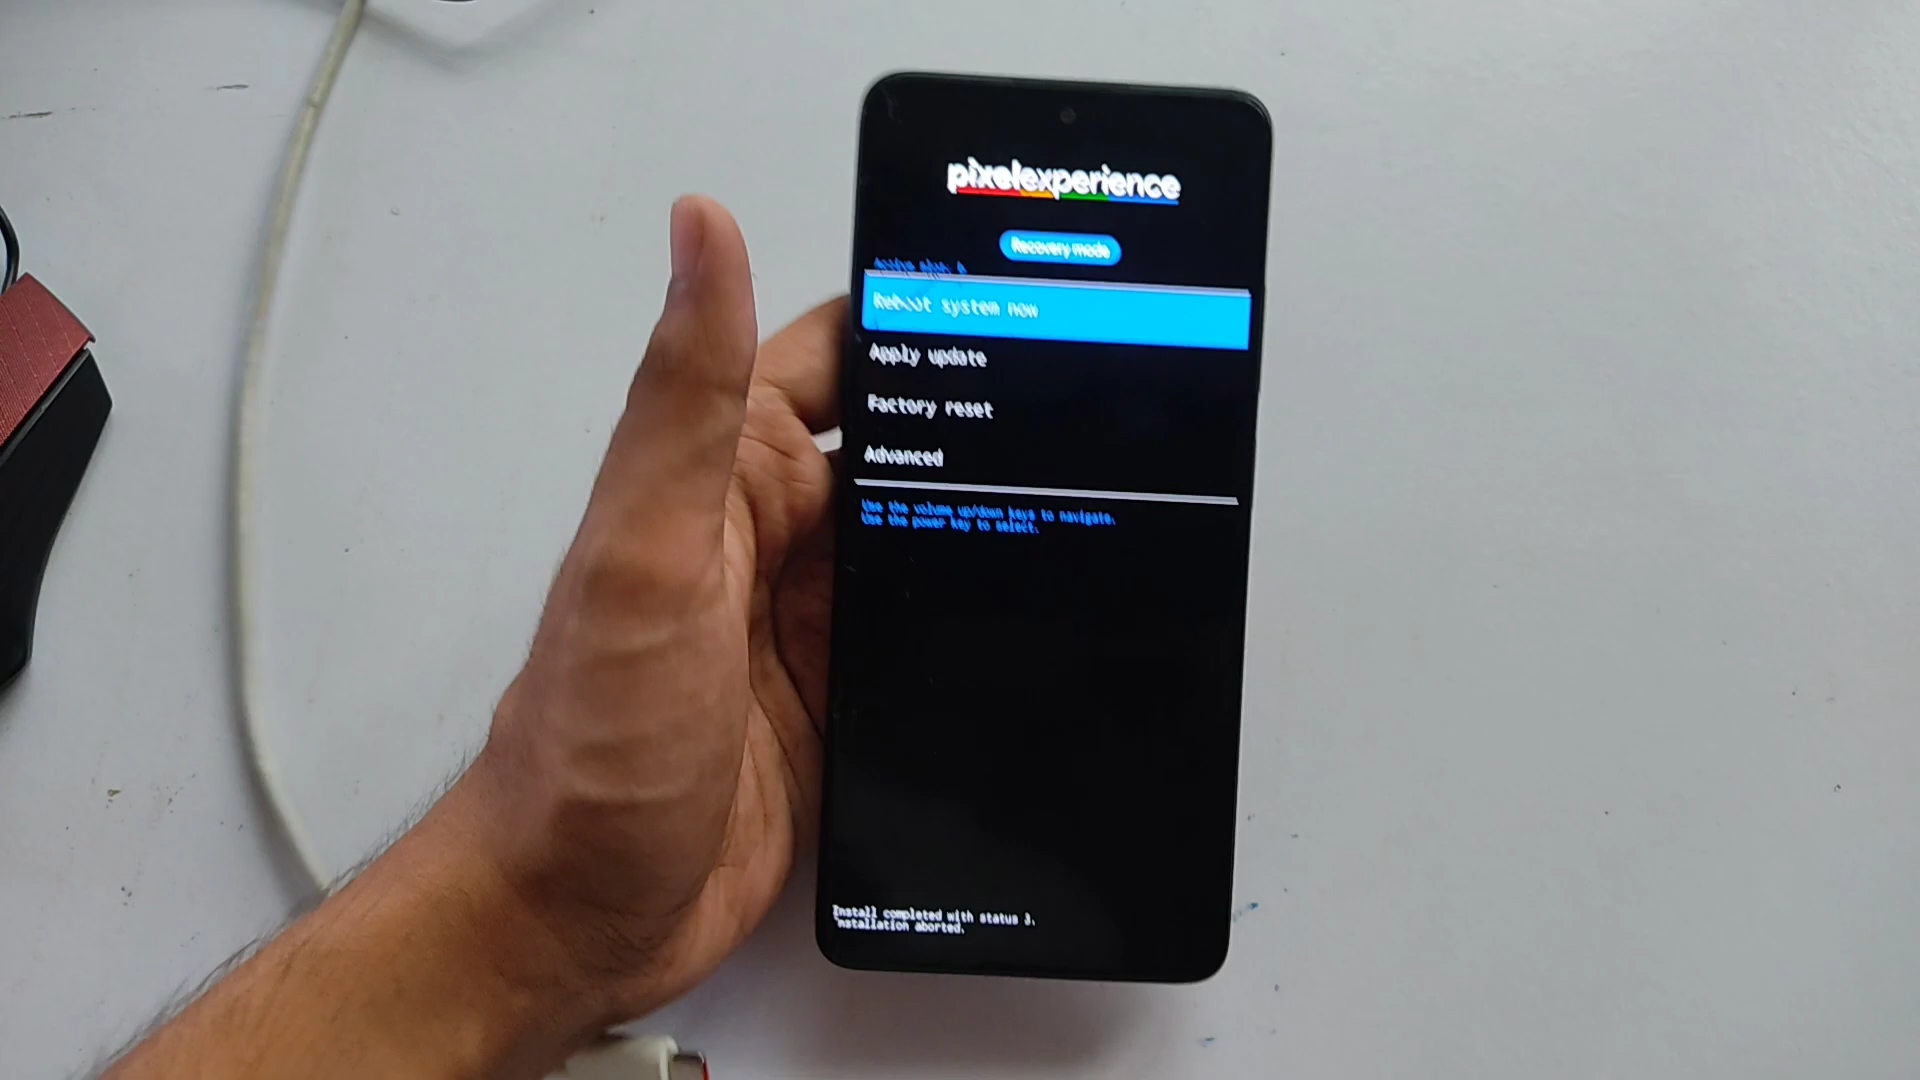 pixelexperience
Recovery mode
Reboot system now
Apply update
Factory reset
Advanced
Use the volume up/down keys to navigate.
Use the power key to select.
Install completed with status 3.
Installation aborted.